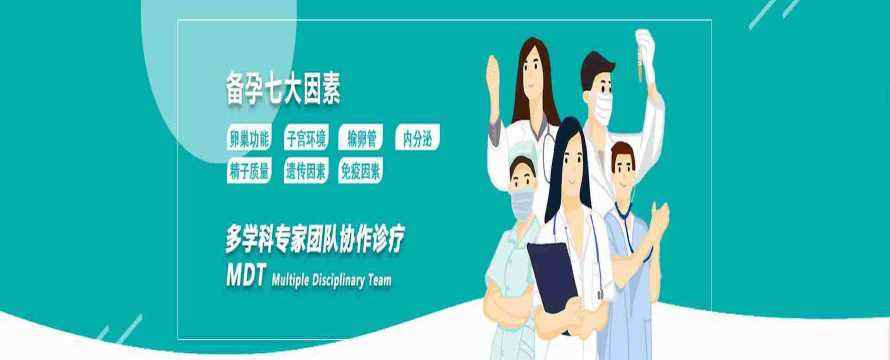 备孕七大因素
卵巢功能 子宫环境 输卵管 内分泌
精子质量 遗传因素 免疫因素
多学科专家团队协作诊疗
MDT Multiple Disciplinary Team